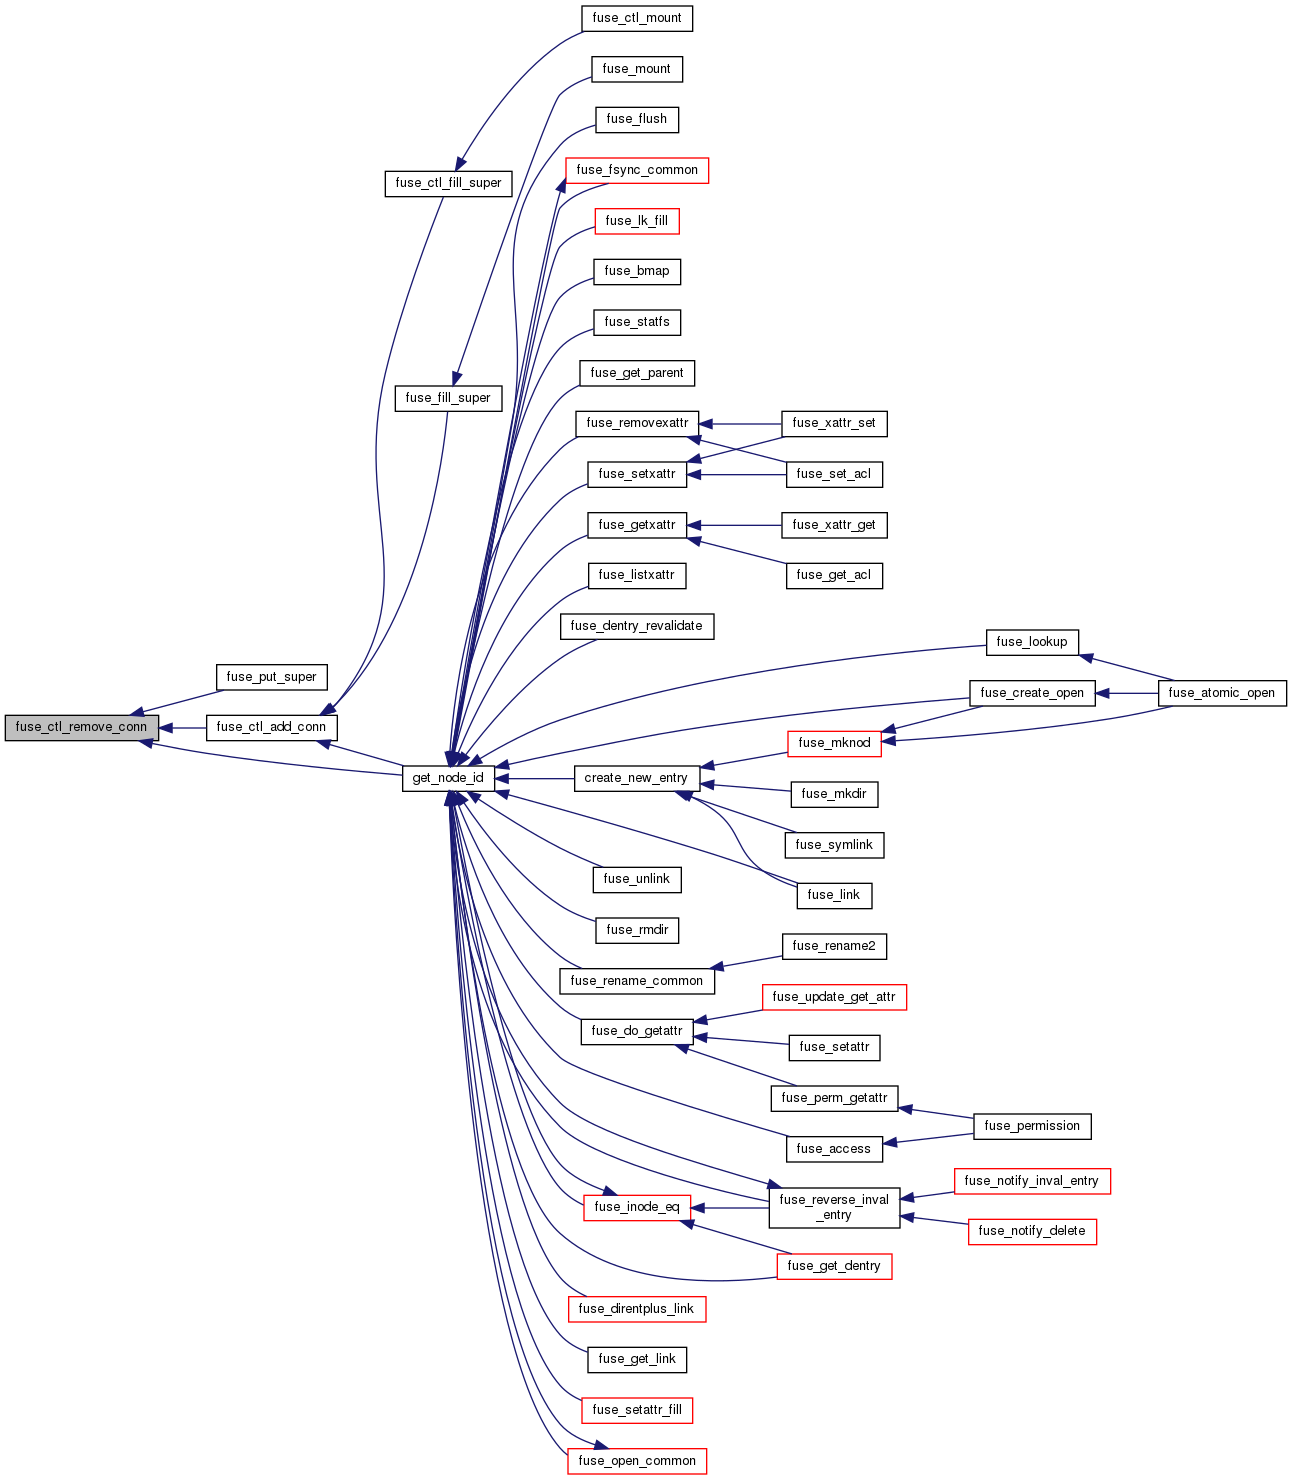 fuse_ctl_mount
fuse_mount
fuse_flush
fuse_fsync_common
fuse_ctl_fill_super
fuse_lk_fill
fuse_bmap
fuse_statfs
fuse_get_parent
fuse_fill_super
fuse_removexattr
fuse_xattr_set
fuse_setxattr
fuse_set_acl
fuse_getxattr
fuse_xattr_get
fuse_listxattr
fuse_get_acl
fuse_dentry_revalidate
fuse_lookup
fuse_put_super
fuse_create_open
fuse_atomic_open
fuse_ctl_remove_conn
fuse_ctl_add_conn
fuse_mknod
get_node_id
create_new_entry
fuse_mkdir
fuse_symlink
fuse_unlink
fuse_link
fuse_rmdir
fuse_rename2
fuse_rename_common
fuse_update_get_attr
fuse_do_getattr
fuse_setattr
fuse_perm_getattr
fuse_permission
fuse_access
fuse_notify_inval_entry
fuse_inode_eq
fuse_reverse_inval
_entry
fuse_notify_delete
fuse_get_dentry
fuse_direntplus_link
fuse_get_link
fuse_setattr_fill
fuse_open_common